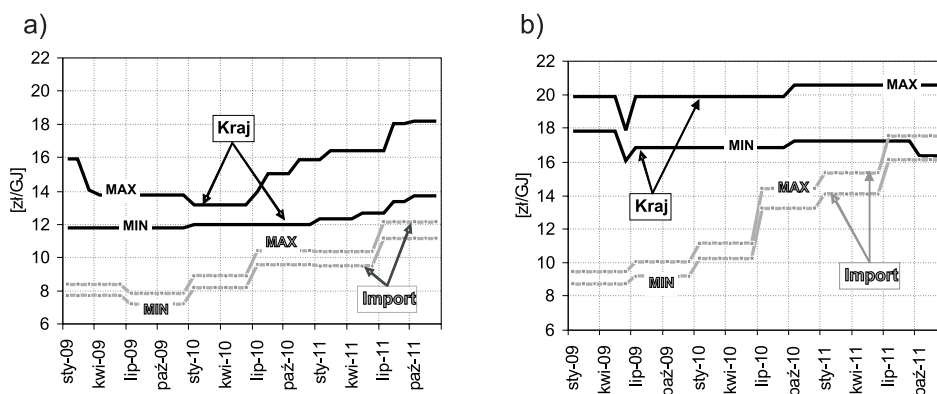 a)
[zł/GJ]
22
20
18
16
14
12
10
8
6
Kraj
MAX
MIN
MAX
MIN
Import
sty-09
kwi-09
lip-09
paź-09
sty-10
kwi-10
lip-10
paź-10
sty-11
kwi-11
lip-11
paź-11
b)
[zł/GJ]
22
20
18
16
14
12
10
8
6
MAX
Kraj
MIN
MAX
MIN
Import
sty-09
kwi-09
lip-09
paź-09
sty-10
kwi-10
lip-10
paź-10
sty-11
kwi-11
lip-11
paź-11